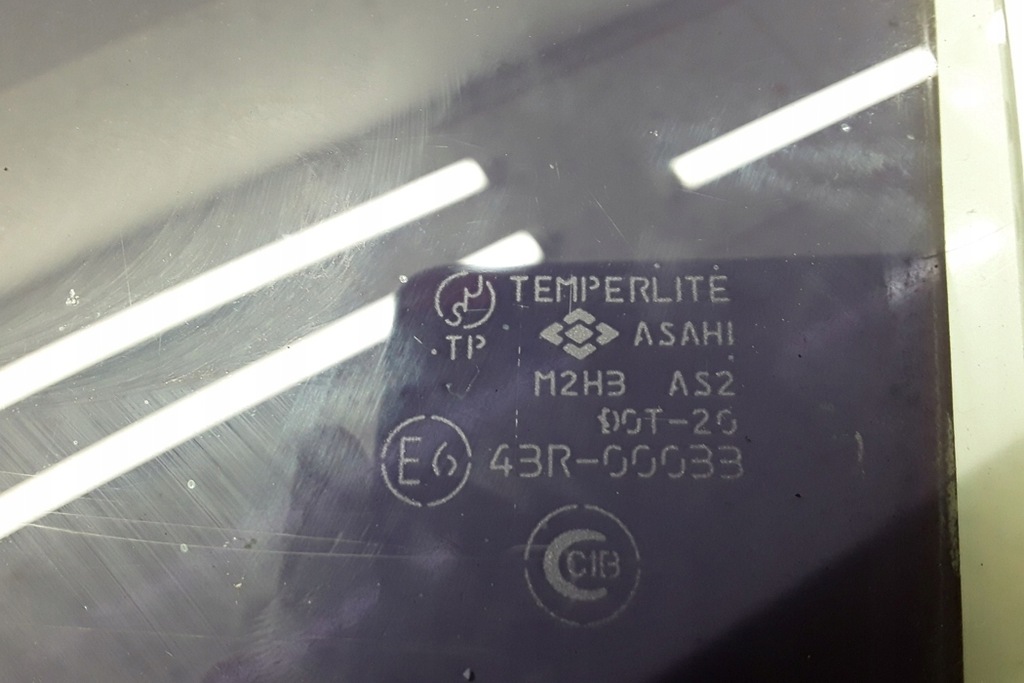 TEMPERLITE
TP
ASAHI
M2H3 AS2
DOT-20
E6 43R-00033
CIB